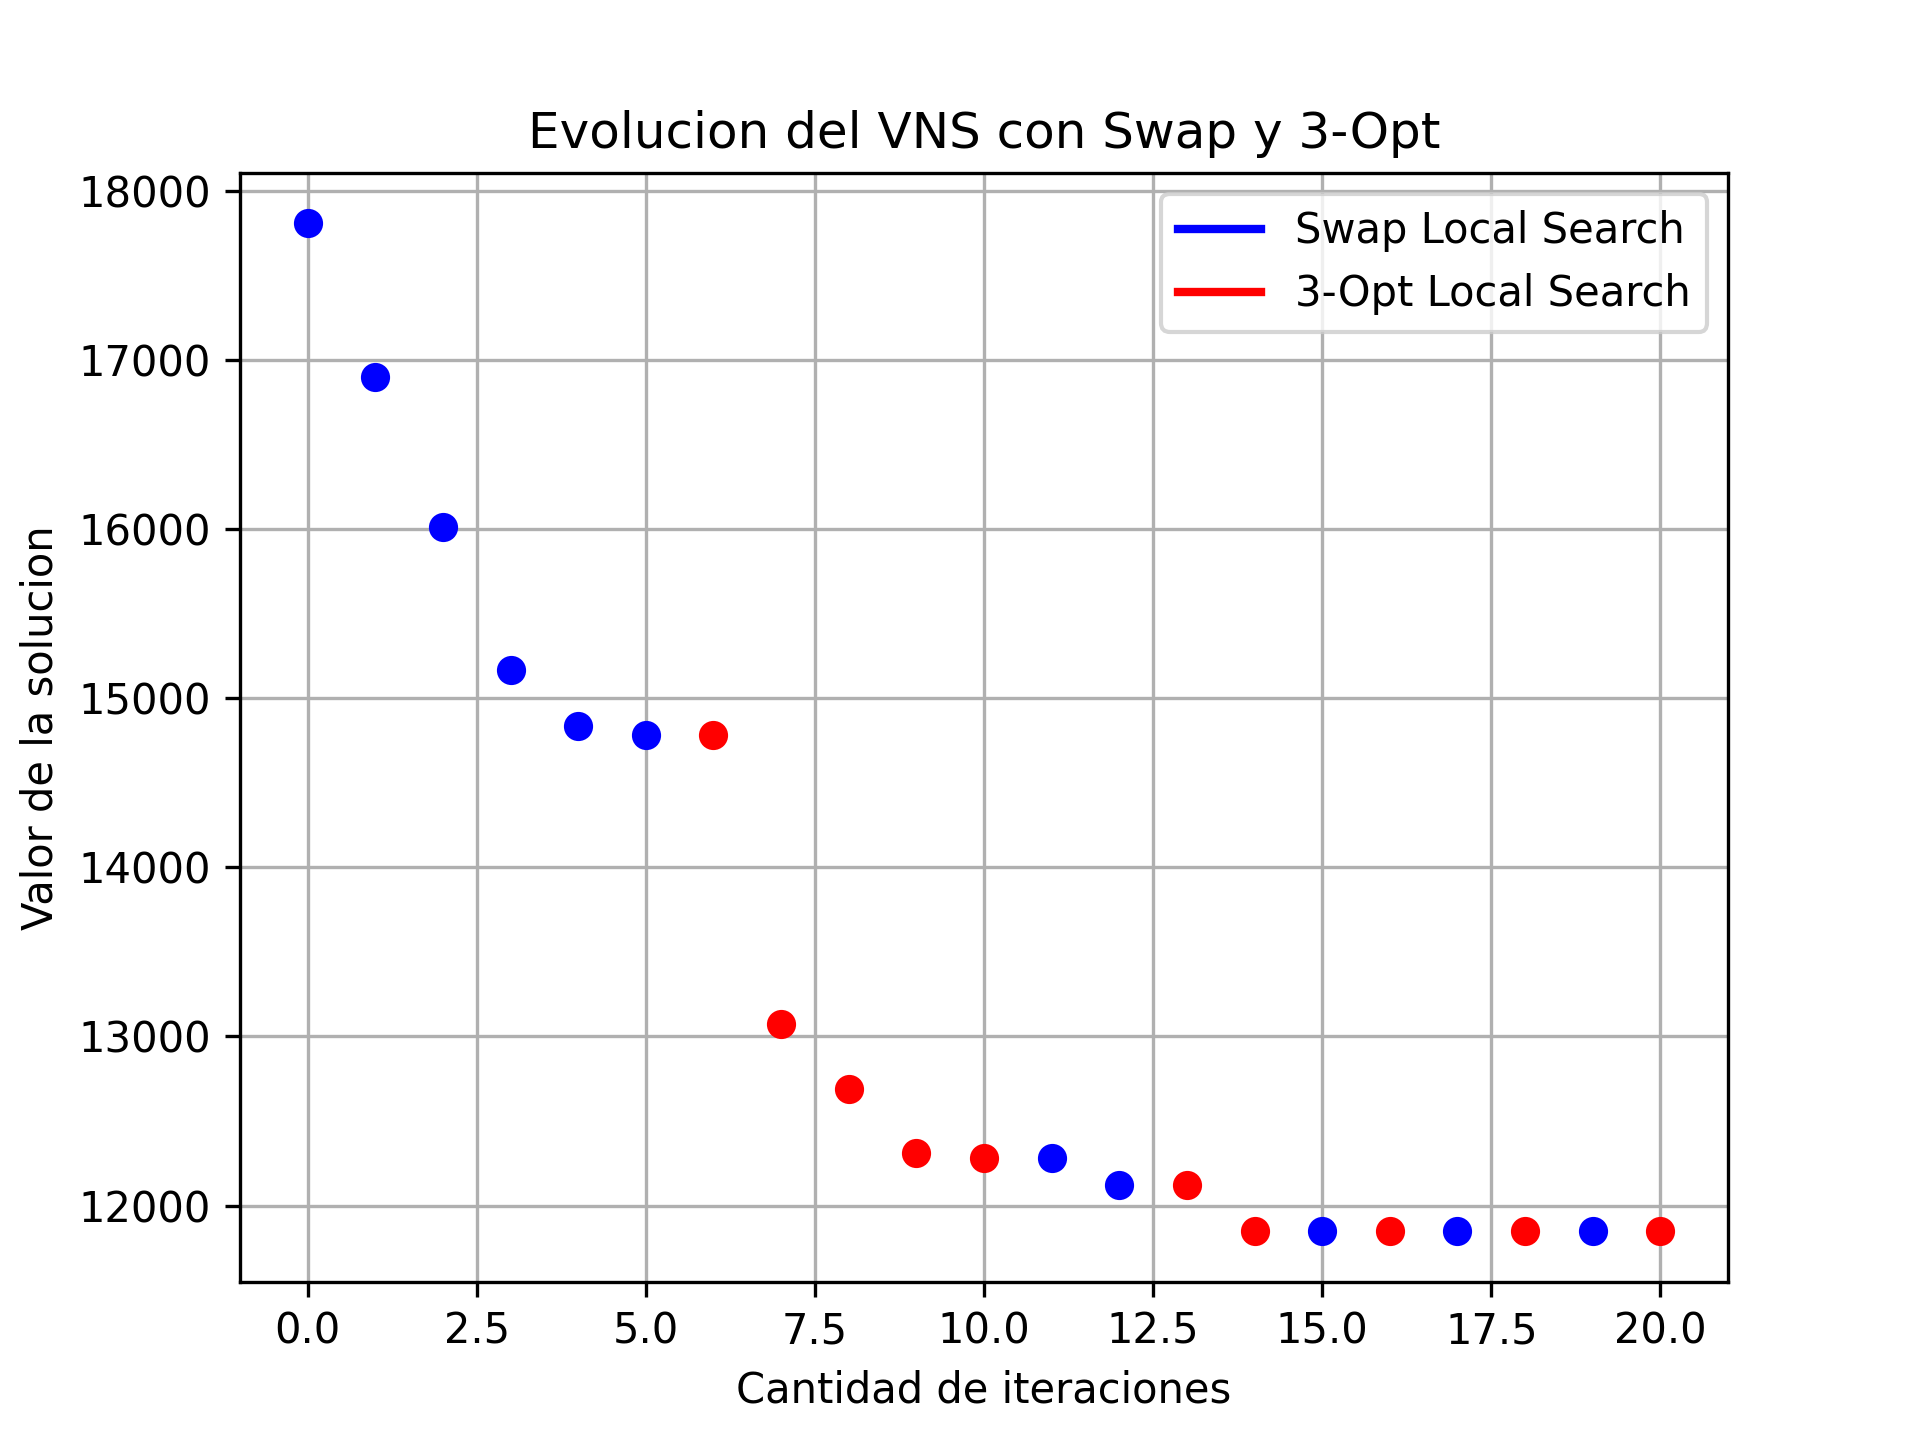 Evolucion del VNS con Swap y 3-Opt
18000
17000
16000
15000
14000
13000
12000
Valor de la solucion
Swap Local Search
3-Opt Local Search
0.0 2.5 5.0 7.5 10.0 12.5 15.0 17.5 20.0
Cantidad de iteraciones